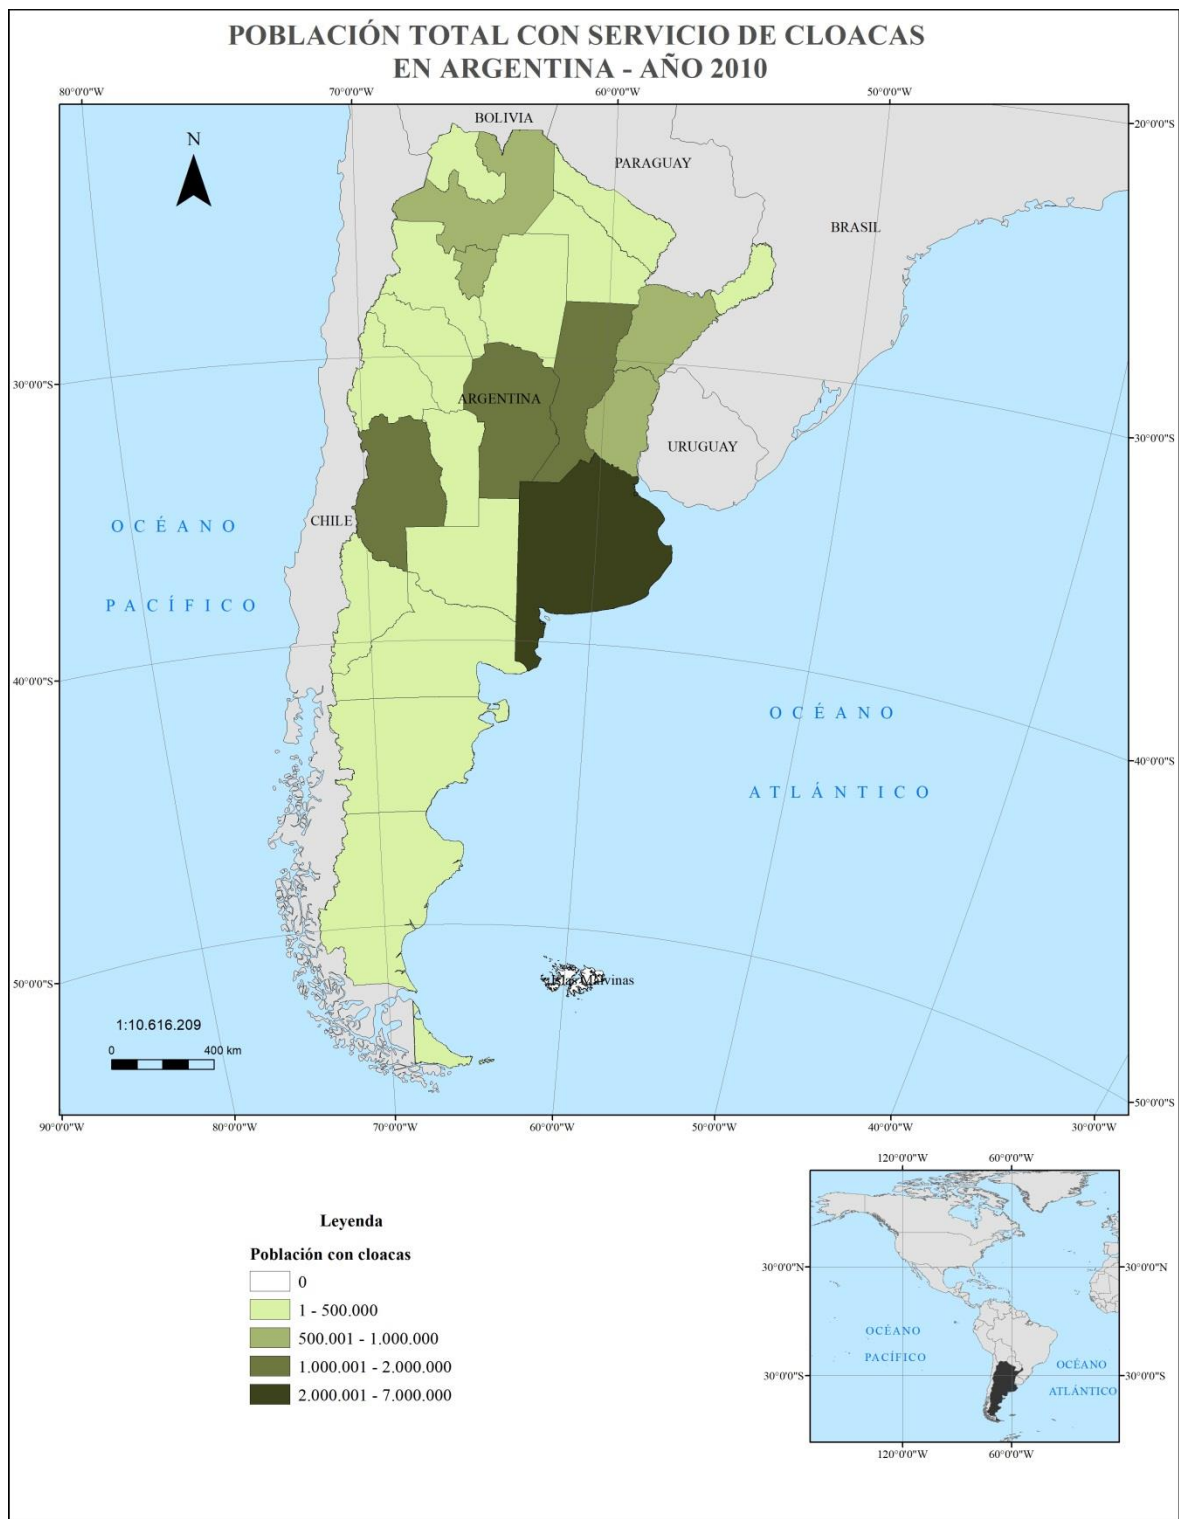 POBLACIÓN TOTAL CON SERVICIO DE CLOACAS
EN ARGENTINA - AÑO 2010
80°0'0"W
70°0'0"W
60°0'0"W
50°0'0"W
BOLIVIA
20°0'0"S
N
PARAGUAY
BRASIL
30°0'0"S
ARGENTINA
30°0'0"S
URUGUAY
OCÉANO
CHILE
PACÍFICO
40°0'0"S
OCÉANO
40°0'0"S
ATLÁNTICO
50°0'0"S
Islas Malvinas
1:10.616.209
0 400 km
50°0'0"S
90°0'0"W
80°0'0"W
70°0'0"W
60°0'0"W
50°0'0"W
40°0'0"W
30°0'0"W
Leyenda
Población con cloacas
0
1 - 500.000
500.001 - 1.000.000
1.000.001 - 2.000.000
2.000.001 - 7.000.000
120°0'0"W
60°0'0"W
30°0'0"N
30°0'0"N
OCÉANO
PACÍFICO
OCÉANO
ATLÁNTICO
30°0'0"S
30°0'0"S
120°0'0"W
60°0'0"W